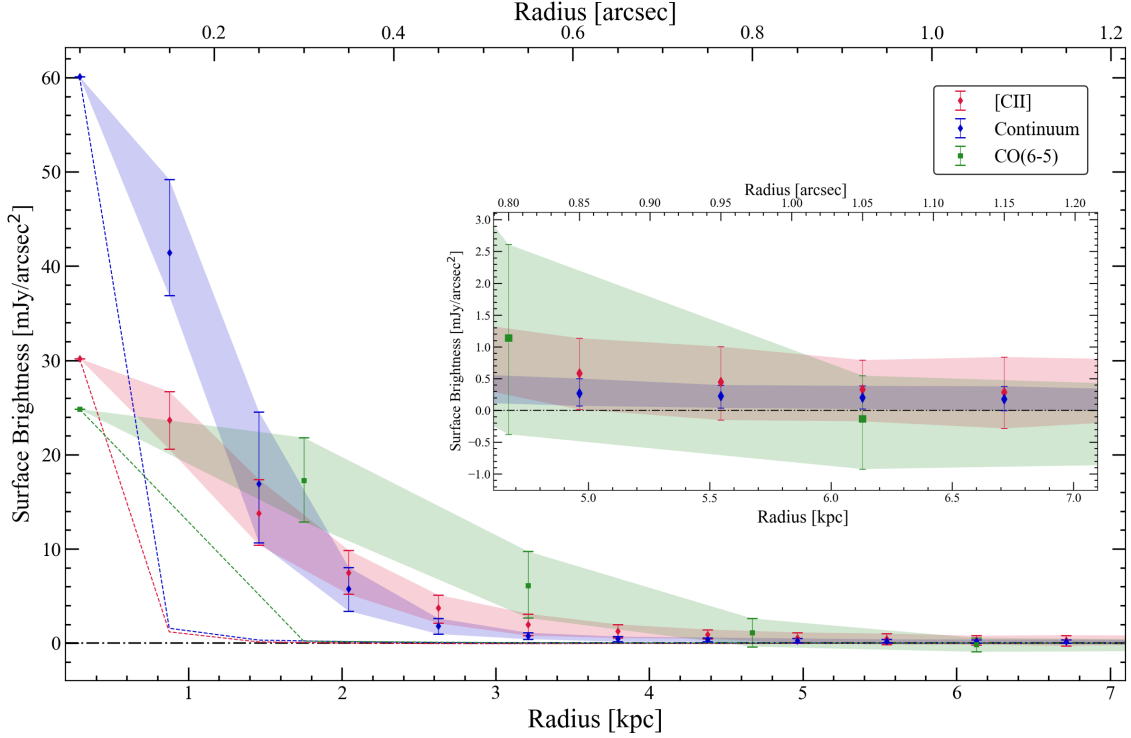 Radius [arcsec]
0.2 0.4 0.6 0.8 1.0 1.2
60
50
40
30
20
10
0
Surface Brightness [mJy/arcsec²]
[CII]
Continuum
CO(6-5)
Radius [arcsec]
0.80 0.85 0.90 0.95 1.00 1.05 1.10 1.15 1.20
3.0
2.5
2.0
1.5
1.0
0.5
0.0
−0.5
−1.0
Surface Brightness [mJy/arcsec²]
5.0 5.5 6.0 6.5 7.0
Radius [kpc]
1 2 3 4 5 6 7
Radius [kpc]